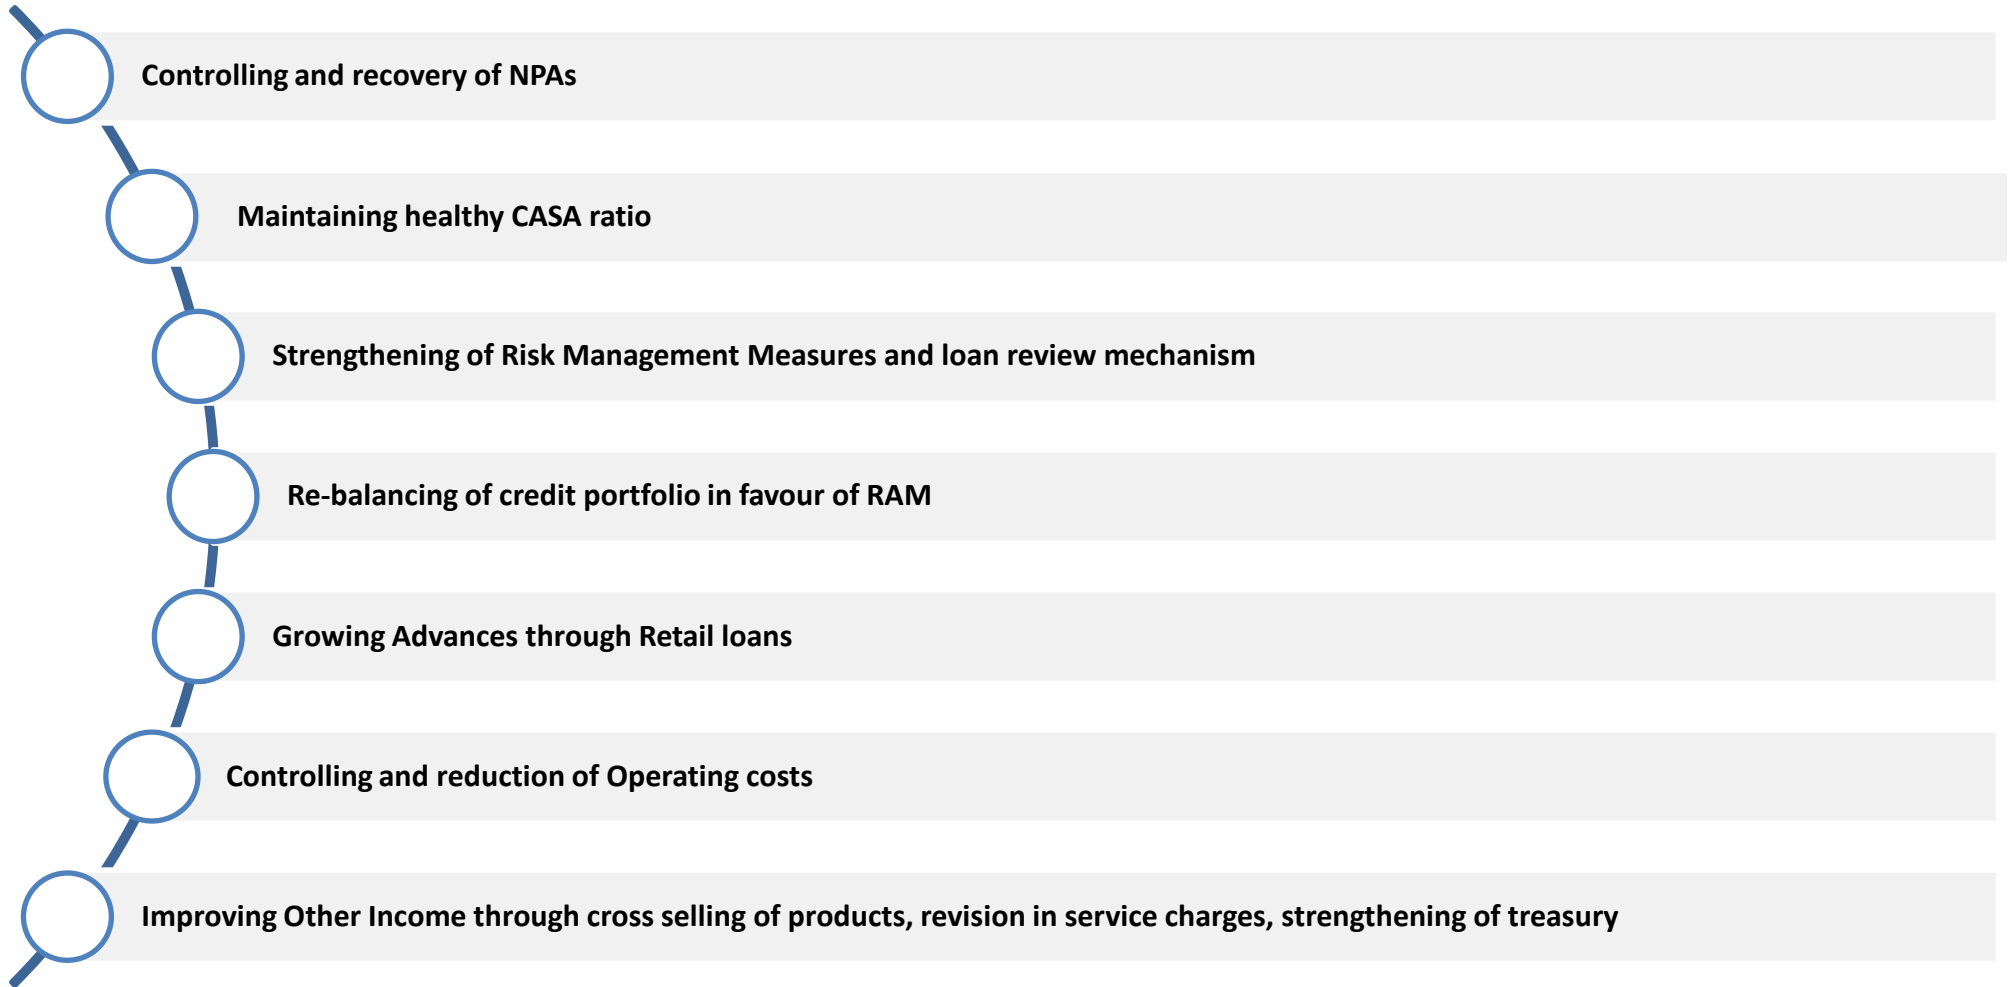 Controlling and recovery of NPAs
Maintaining healthy CASA ratio
Strengthening of Risk Management Measures and loan review mechanism
Re-balancing of credit portfolio in favour of RAM
Growing Advances through Retail loans
Controlling and reduction of Operating costs
Improving Other Income through cross selling of products, revision in service charges, strengthening of treasury